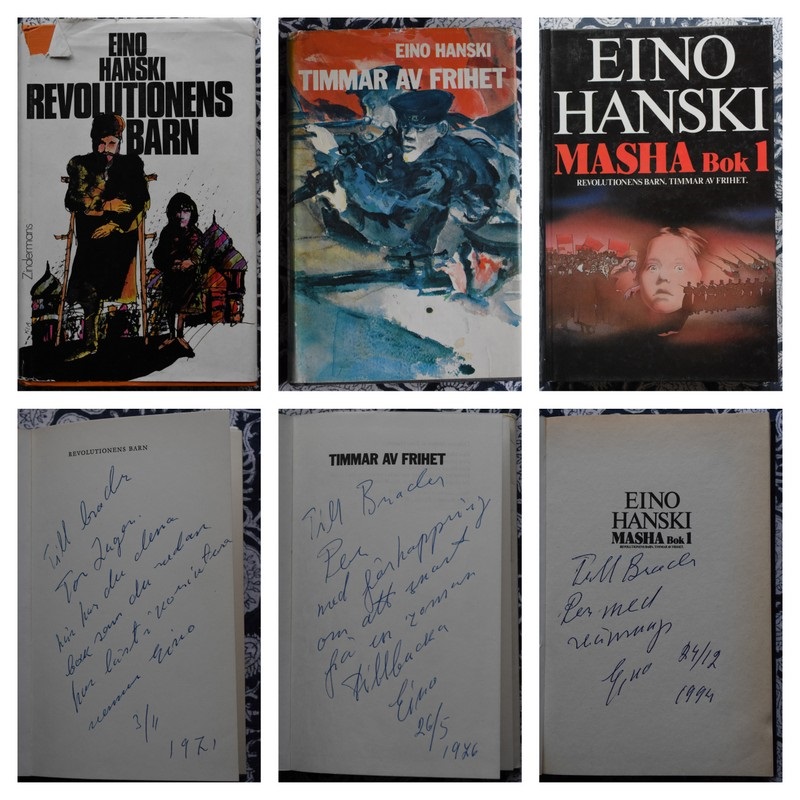 EINO
HANSKI
REVOLUTIONENS
BARN
Zindermans
EINO HANSKI
TIMMAR AV FRIHET
EINO
HANSKI
MASHA Bok 1
REVOLUTIONENS BARN. TIMMAR AV FRIHET.
REVOLUTIONENS BARN
Till broder
Tor
här har du denna
bok som du redan
har läst i
Eino
3/11
1971
TIMMAR AV FRIHET
Till Broder
Per
med förhoppning
om att snart
få en roman
tillbacka
Eino
26/5
1976
EINO
HANSKI
MASHA Bok 1
REVOLUTIONENS BARN. TIMMAR AV FRIHET.
Till Broder
Per med
Eino 24/12
1994